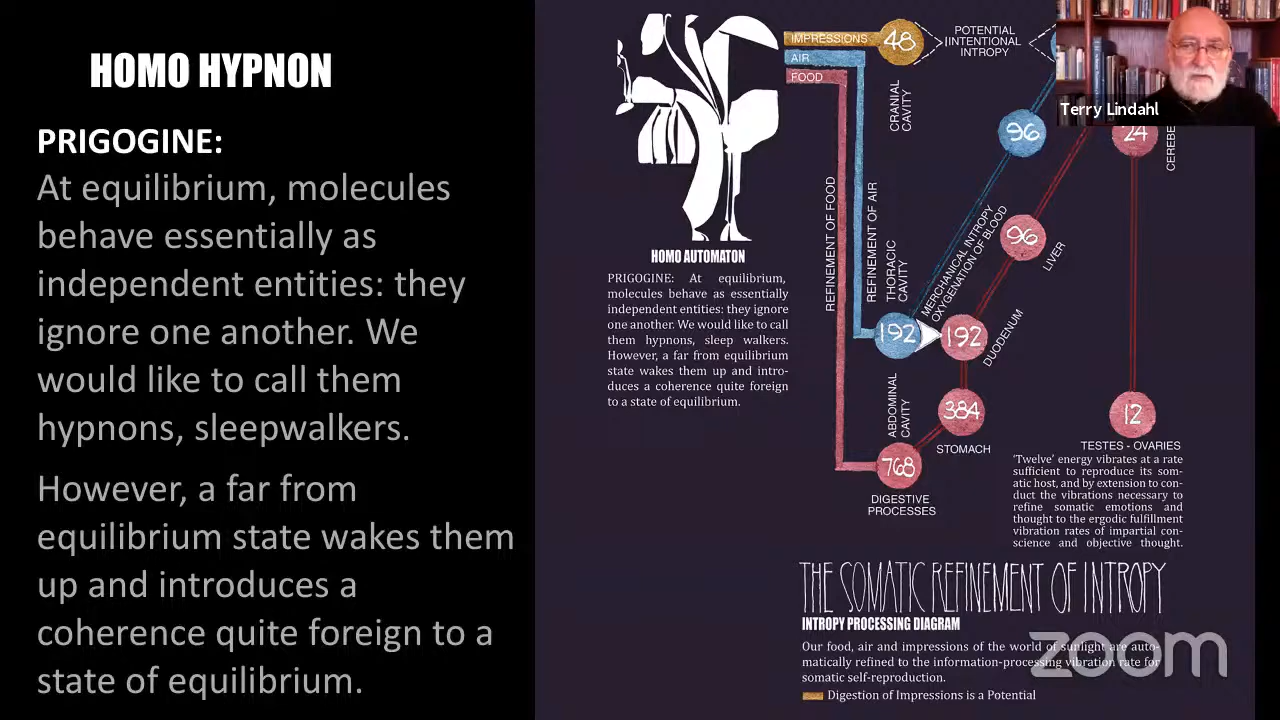 HOMO HYPNON
PRIGOGINE:
At equilibrium, molecules
behave essentially as
independent entities: they
ignore one another. We
would like to call them
hypnons, sleepwalkers.
However, a far from
equilibrium state wakes them
up and introduces a
coherence quite foreign to a
state of equilibrium.
HOMO AUTOMATON
PRIGOGINE: At equilibrium,
molecules behave as essentially
independent entities: they ignore
one another. We would like to call
them hypnons, sleep walkers.
However, a far from equilibrium
state wakes them up and intro-
duces a coherence quite foreign
to a state of equilibrium.
IMPRESSIONS
AIR
FOOD
48
CRANIAL
CAVITY
POTENTIAL
INTENTIONAL
INTROPY
Terry Lindahl
96
24
REFINEMENT OF FOOD
REFINEMENT OF AIR
THORACIC
CAVITY
MERCHANICAL INTROPY
OXYGENATION OF BLOOD
96
LIVER
192
192
DUODENUM
ABDOMINAL
CAVITY
384
STOMACH
768
DIGESTIVE
PROCESSES
12
TESTES - OVARIES
'Twelve' energy vibrates at a rate
sufficient to reproduce its som-
atic host, and by extension to con-
duct the vibrations necessary to
refine somatic emotions and
thought to the ergodic fulfillment
vibration rates of impartial con-
science and objective thought.
THE SOMATIC REFINEMENT OF INTROPY
INTROPY PROCESSING DIAGRAM
Our food, air and impressions of the world of sunlight are auto-
matically refined to the information-processing vibration rate for
somatic self-reproduction.
Digestion of Impressions is a Potential
zoom